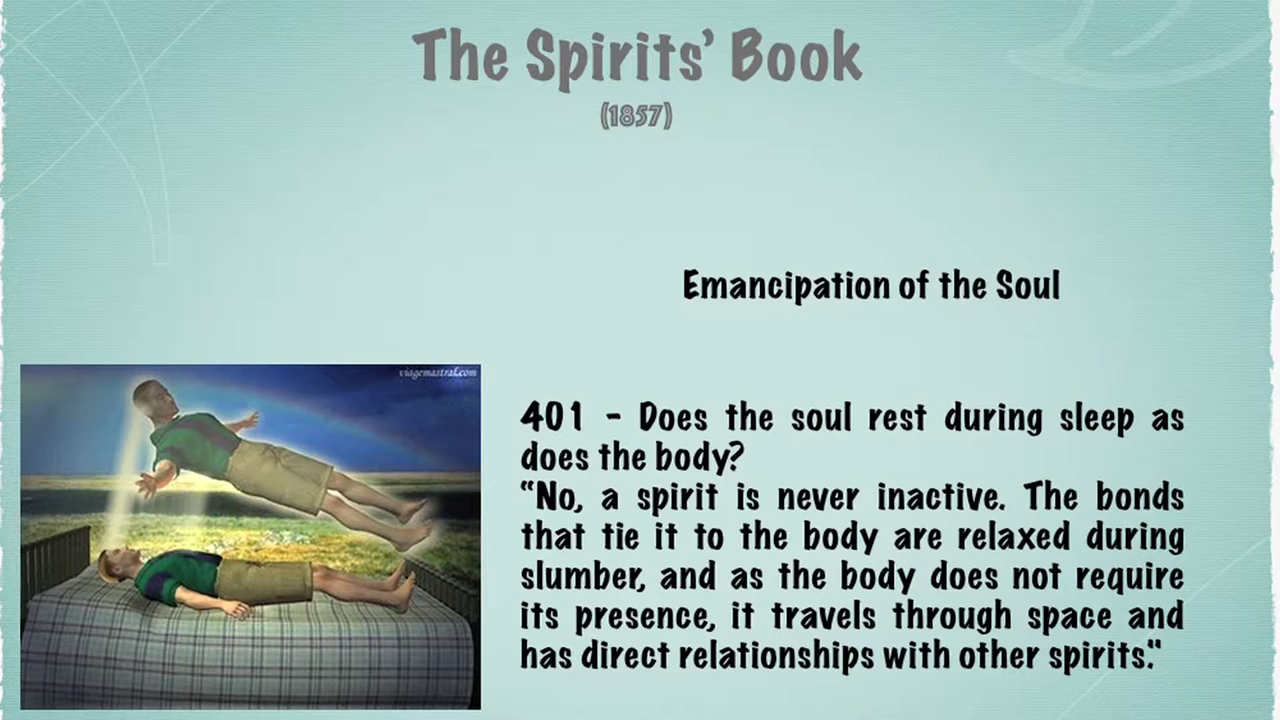 The Spirits' Book
(1857)
Emancipation of the Soul
viagemastral.com
401 - Does the soul rest during sleep as
does the body?
“No, a spirit is never inactive. The bonds
that tie it to the body are relaxed during
slumber, and as the body does not require
its presence, it travels through space and
has direct relationships with other spirits."